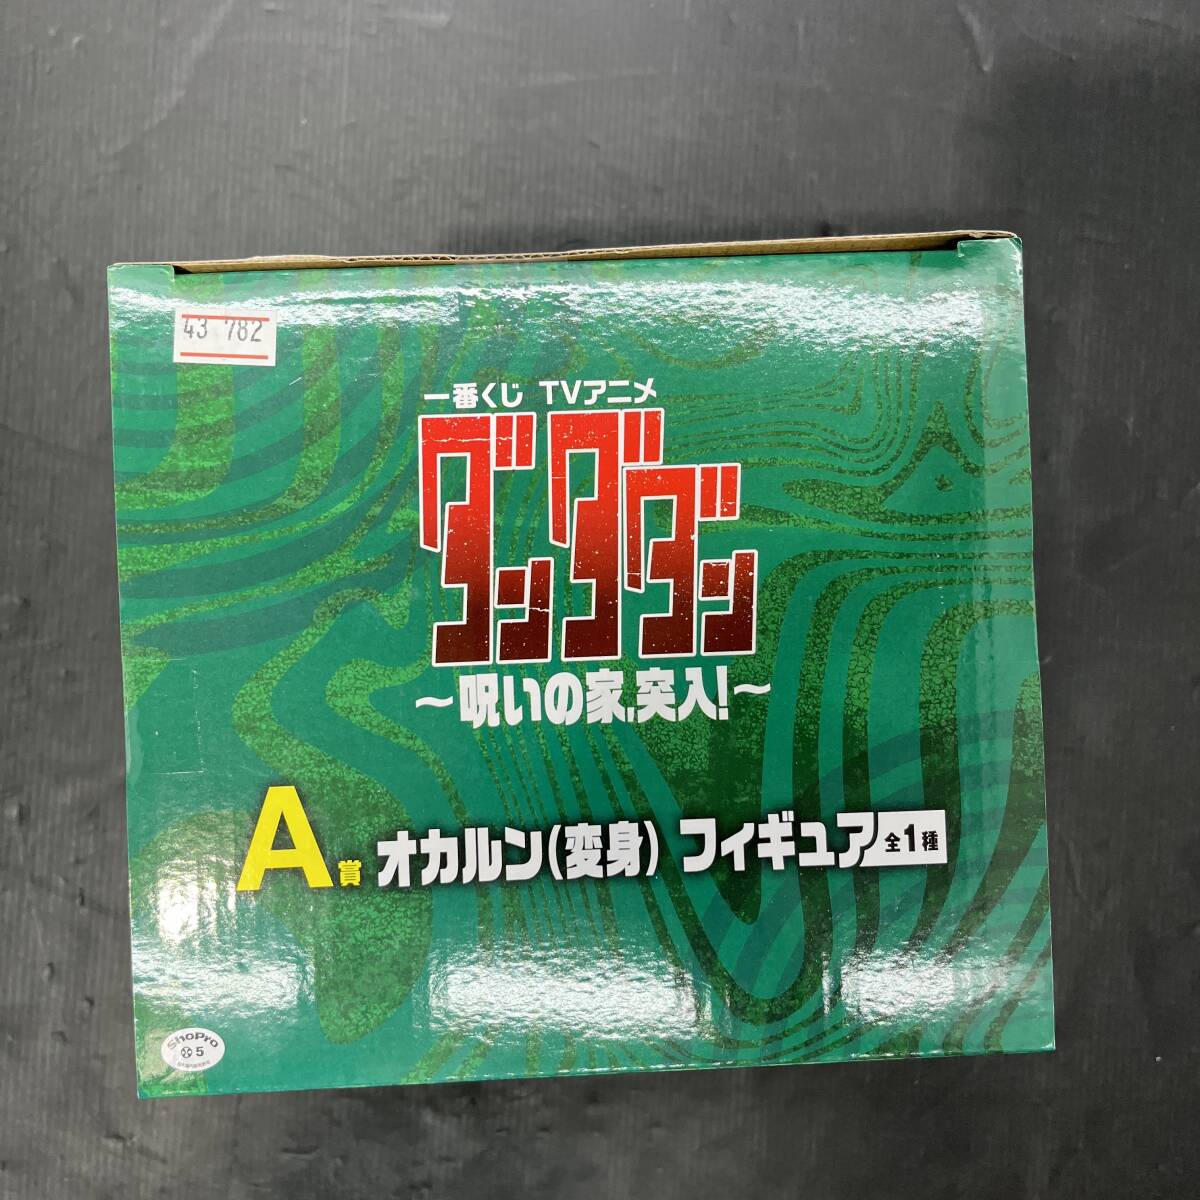 43 782
一番くじ TVアニメ
ダンダダン
～呪いの家、突入!～
A賞 オカルン(変身) フィギュア 全1種
ShoPro
5